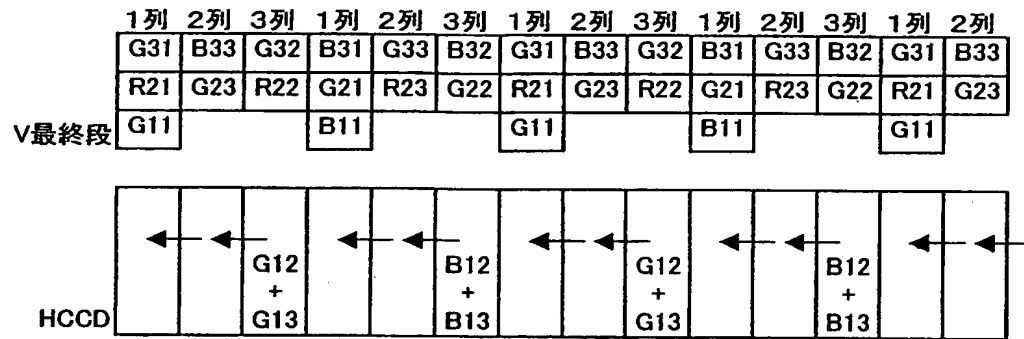 1列 2列 3列 1列 2列 3列 1列 2列 3列 1列 2列 3列 1列 2列
G31 B33 G32 B31 G33 B32 G31 B33 G32 B31 G33 B32 G31 B33
R21 G23 R22 G21 R23 G22 R21 G23 R22 G21 R23 G22 R21 G23
V最終段 G11 B11 G11 B11 G11
G12 B12 G12 B12
+ + + +
HCCD G13 B13 G13 B13